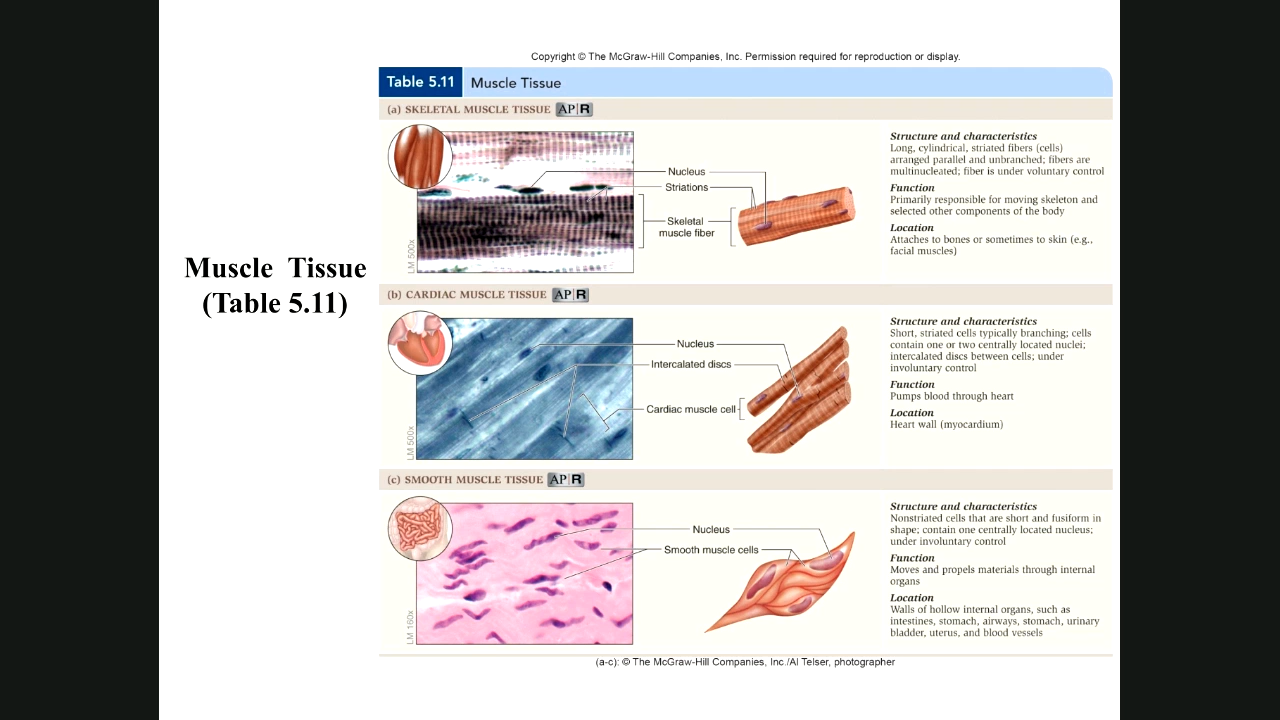 Copyright © The McGraw-Hill Companies, Inc. Permission required for reproduction or display.
Table 5.11 Muscle Tissue
(a) SKELETAL MUSCLE TISSUE AP|R
Nucleus
Striations
Skeletal
muscle fiber
LM 500x
Structure and characteristics
Long, cylindrical, striated fibers (cells)
arranged parallel and unbranched; fibers are
multinucleated; fiber is under voluntary control
Function
Primarily responsible for moving skeleton and
selected other components of the body
Location
Attaches to bones or sometimes to skin (e.g.,
facial muscles)
Muscle Tissue
(Table 5.11)
(b) CARDIAC MUSCLE TISSUE AP|R
Nucleus
Intercalated discs
Cardiac muscle cell
LM 500x
Structure and characteristics
Short, striated cells typically branching; cells
contain one or two centrally located nuclei;
intercalated discs between cells; under
involuntary control
Function
Pumps blood through heart
Location
Heart wall (myocardium)
(c) SMOOTH MUSCLE TISSUE AP|R
Nucleus
Smooth muscle cells
LM 160x
Structure and characteristics
Nonstriated cells that are short and fusiform in
shape; contain one centrally located nucleus;
under involuntary control
Function
Moves and propels materials through internal
organs
Location
Walls of hollow internal organs, such as
intestines, stomach, airways, stomach, urinary
bladder, uterus, and blood vessels
(a-c): © The McGraw-Hill Companies, Inc./Al Telser, photographer